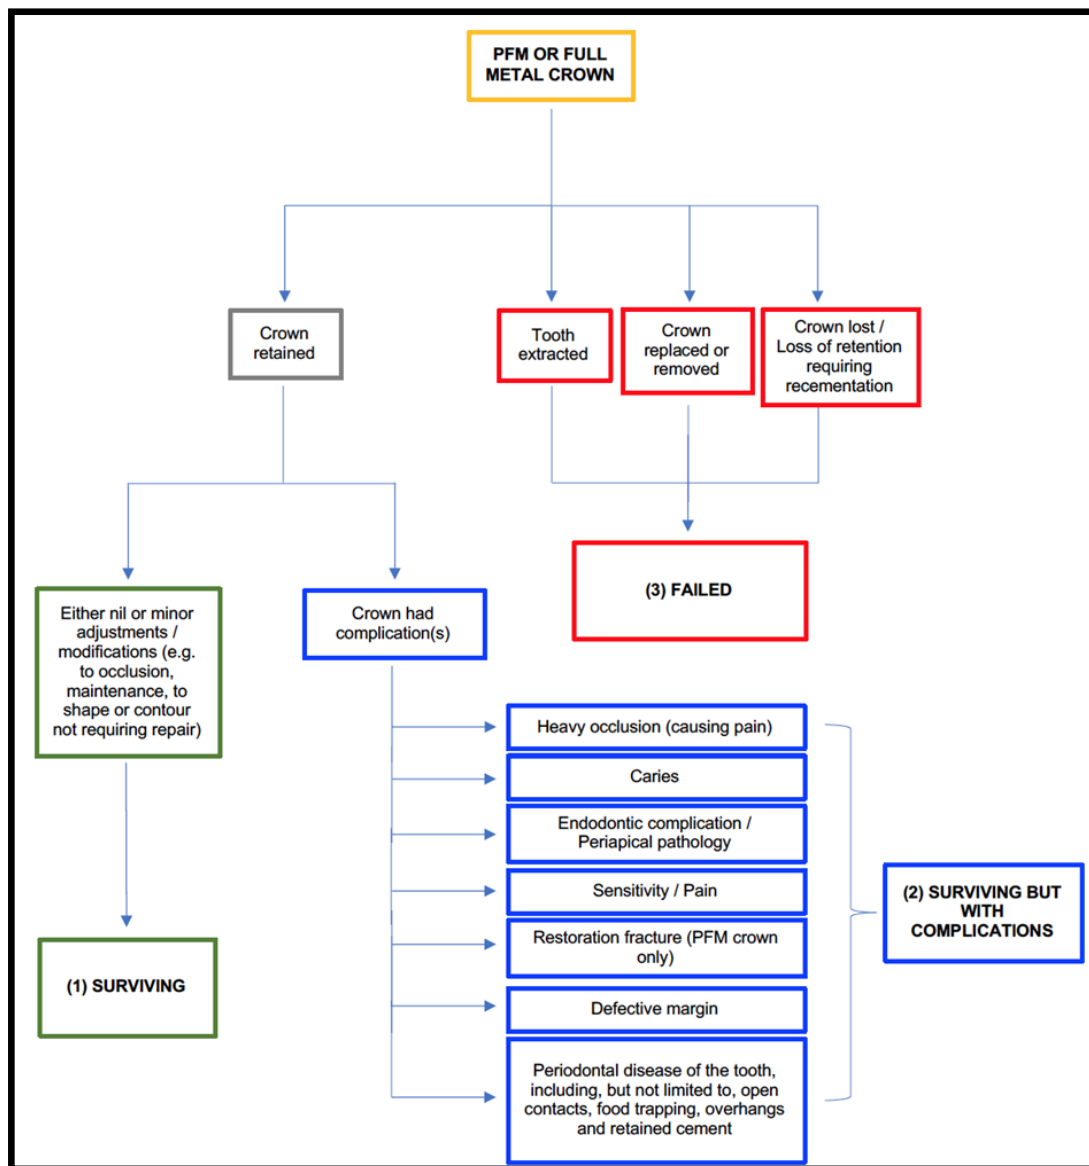 PFM OR FULL
METAL CROWN
Crown
retained
Tooth
extracted
Crown
replaced or
removed
Crown lost /
Loss of retention
requiring
recementation
Either nil or minor
adjustments /
modifications (e.g.
to occlusion,
maintenance, to
shape or contour
not requiring repair)
Crown had
complication(s)
(3) FAILED
Heavy occlusion (causing pain)
Caries
Endodontic complication /
Periapical pathology
Sensitivity / Pain
Restoration fracture (PFM crown
only)
Defective margin
Periodontal disease of the tooth,
including, but not limited to, open
contacts, food trapping, overhangs
and retained cement
(2) SURVIVING BUT
WITH
COMPLICATIONS
(1) SURVIVING